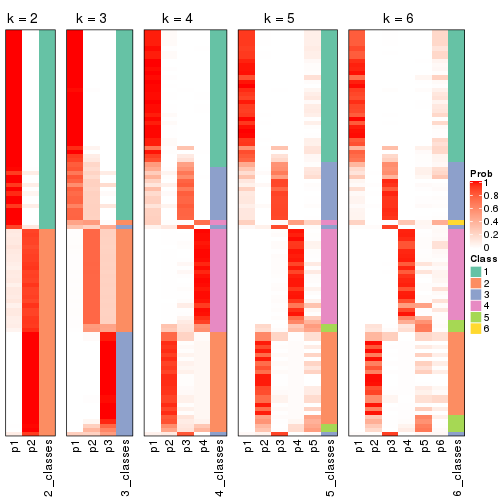 k = 2
k = 3
k = 4
k = 5
k = 6
Prob
1
0.8
0.6
0.4
0.2
0
Class
1
2
3
4
5
6
p1
p2
2_classes
p1
p2
p3
3_classes
p1
p2
p3
p4
4_classes
p1
p2
p3
p4
p5
5_classes
p1
p2
p3
p4
p5
p6
6_classes